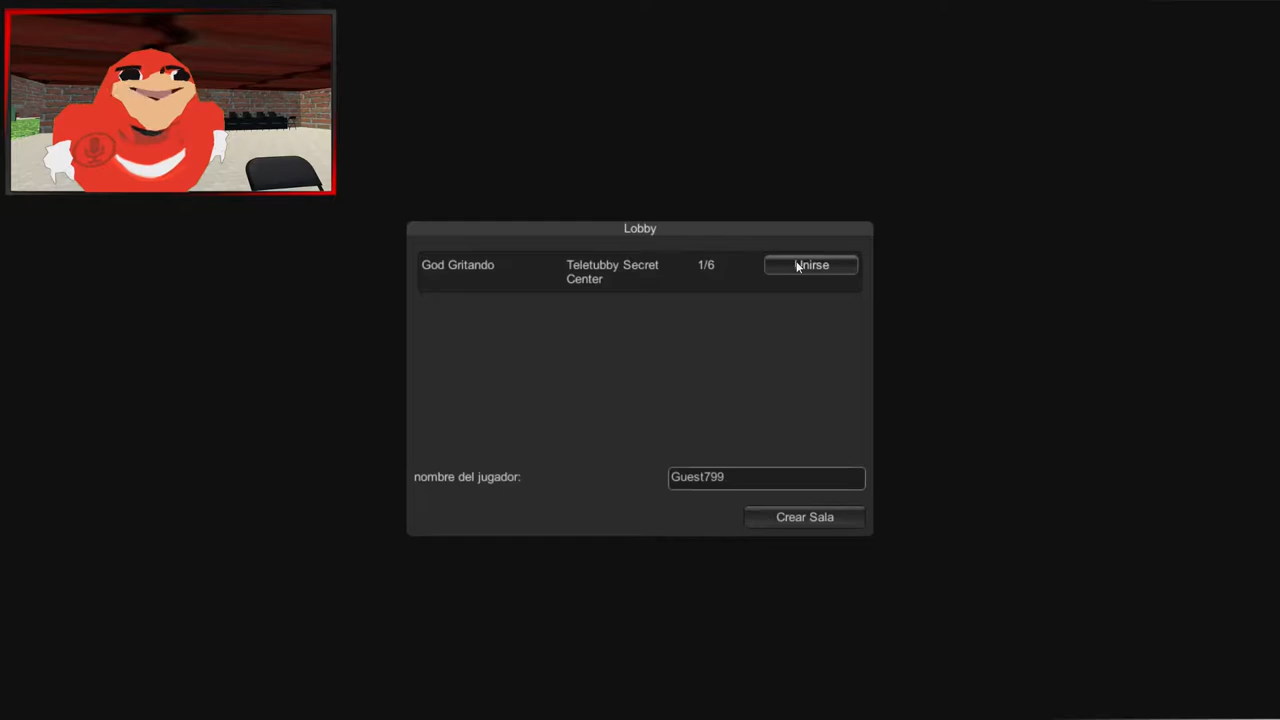 Lobby
God Gritando Teletubby Secret 1/6 Unirse
Center
nombre del jugador: Guest799
Crear Sala